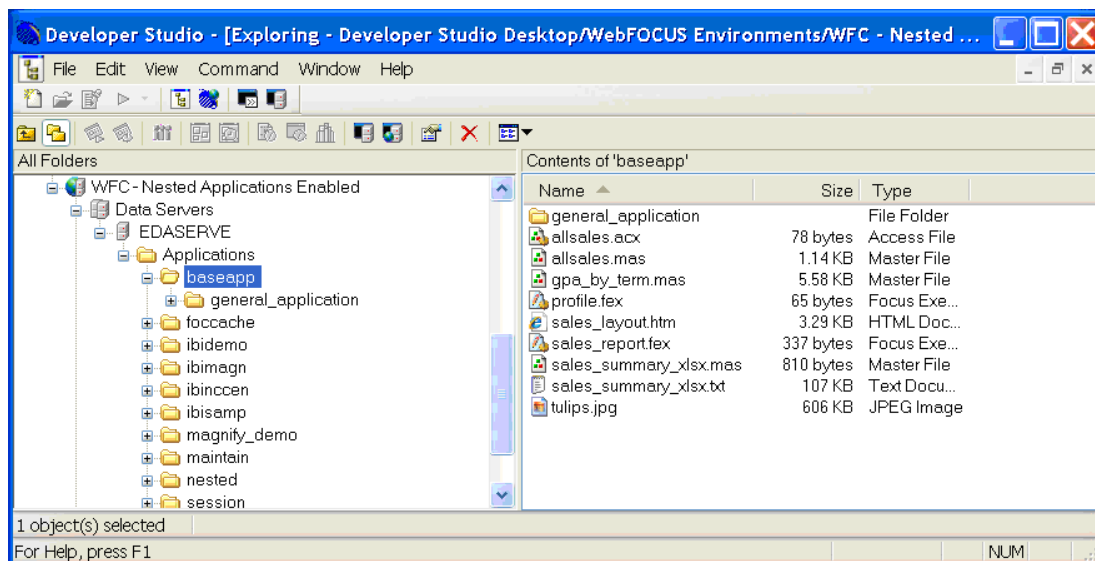 Developer Studio - [Exploring - Developer Studio Desktop/WebFOCUS Environments/WFC - Nested ...
File Edit View Command Window Help
All Folders
Contents of 'baseapp'
WFC - Nested Applications Enabled
Data Servers
EDASERVE
Applications
baseapp
general_application
foccache
ibidemo
ibimagn
ibinccen
ibisamp
magnify_demo
maintain
nested
session
Name Size Type
general_application File Folder
allsales.acx 78 bytes Access File
allsales.mas 1.14 KB Master File
gpa_by_term.mas 5.58 KB Master File
profile.fex 65 bytes Focus Exe...
sales_layout.htm 3.29 KB HTML Doc...
sales_report.fex 337 bytes Focus Exe...
sales_summary_xlsx.mas 810 bytes Master File
sales_summary_xlsx.txt 107 KB Text Docu...
tulips.jpg 606 KB JPEG Image
1 object(s) selected
For Help, press F1 NUM